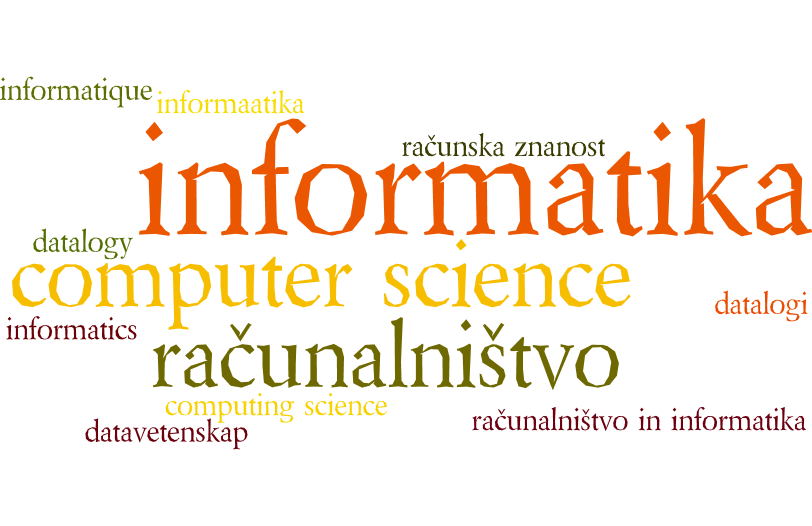 informatique
informaatika
informatika
računska znanost
datalogy
computer science
datalogi
informatics
računalništvo
computing science
datavetenskap
računalništvo in informatika